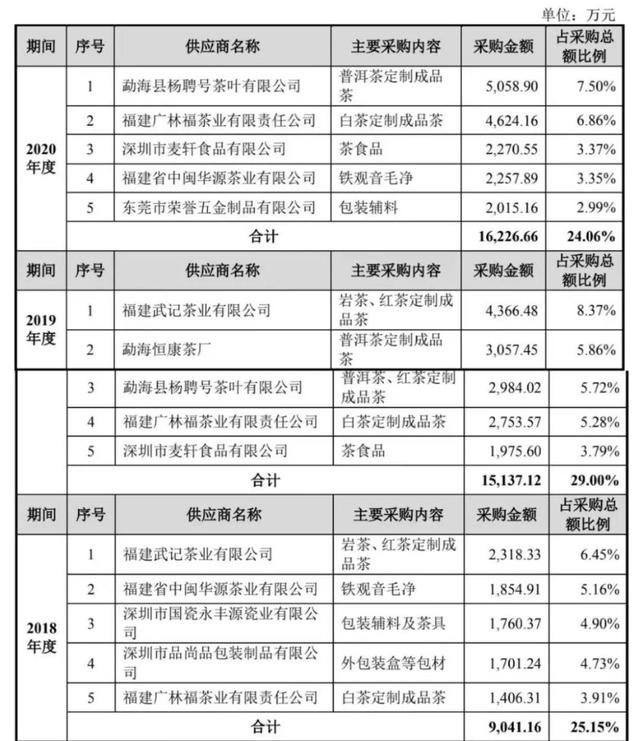 单位：万元
期间 序号 供应商名称 主要采购内容 采购金额 占采购总
额比例
2020
年度
1 勐海县杨聘号茶叶有限公司 普洱茶定制成品
茶 5,058.90 7.50%
2 福建广林福茶业有限责任公司 白茶定制成品茶 4,624.16 6.86%
3 深圳市麦轩食品有限公司 茶食品 2,270.55 3.37%
4 福建省中闽华源茶业有限公司 铁观音毛净 2,257.89 3.35%
5 东莞市荣誉五金制品有限公司 包装辅料 2,015.16 2.99%
合计 16,226.66 24.06%
期间 序号 供应商名称 主要采购内容 采购金额 占采购总
额比例
2019
年度
1 福建武记茶业有限公司 岩茶、红茶定制成
品茶 4,366.48 8.37%
2 勐海恒康茶厂 普洱茶定制成品
茶 3,057.45 5.86%
3 勐海县杨聘号茶叶有限公司 普洱茶、红茶定制
成品茶 2,984.02 5.72%
4 福建广林福茶业有限责任公司 白茶定制成品茶 2,753.57 5.28%
5 深圳市麦轩食品有限公司 茶食品 1,975.60 3.79%
合计 15,137.12 29.00%
期间 序号 供应商名称 主要采购内容 采购金额 占采购总
额比例
2018
年度
1 福建武记茶业有限公司 岩茶、红茶定制成
品茶 2,318.33 6.45%
2 福建省中闽华源茶业有限公司 铁观音毛净 1,854.91 5.16%
3 深圳市国瓷永丰源瓷业有限公
司 包装辅料及茶具 1,760.37 4.90%
4 深圳市品尚品包装制品有限公
司 外包装盒等包材 1,701.24 4.73%
5 福建广林福茶业有限责任公司 白茶定制成品茶 1,406.31 3.91%
合计 9,041.16 25.15%